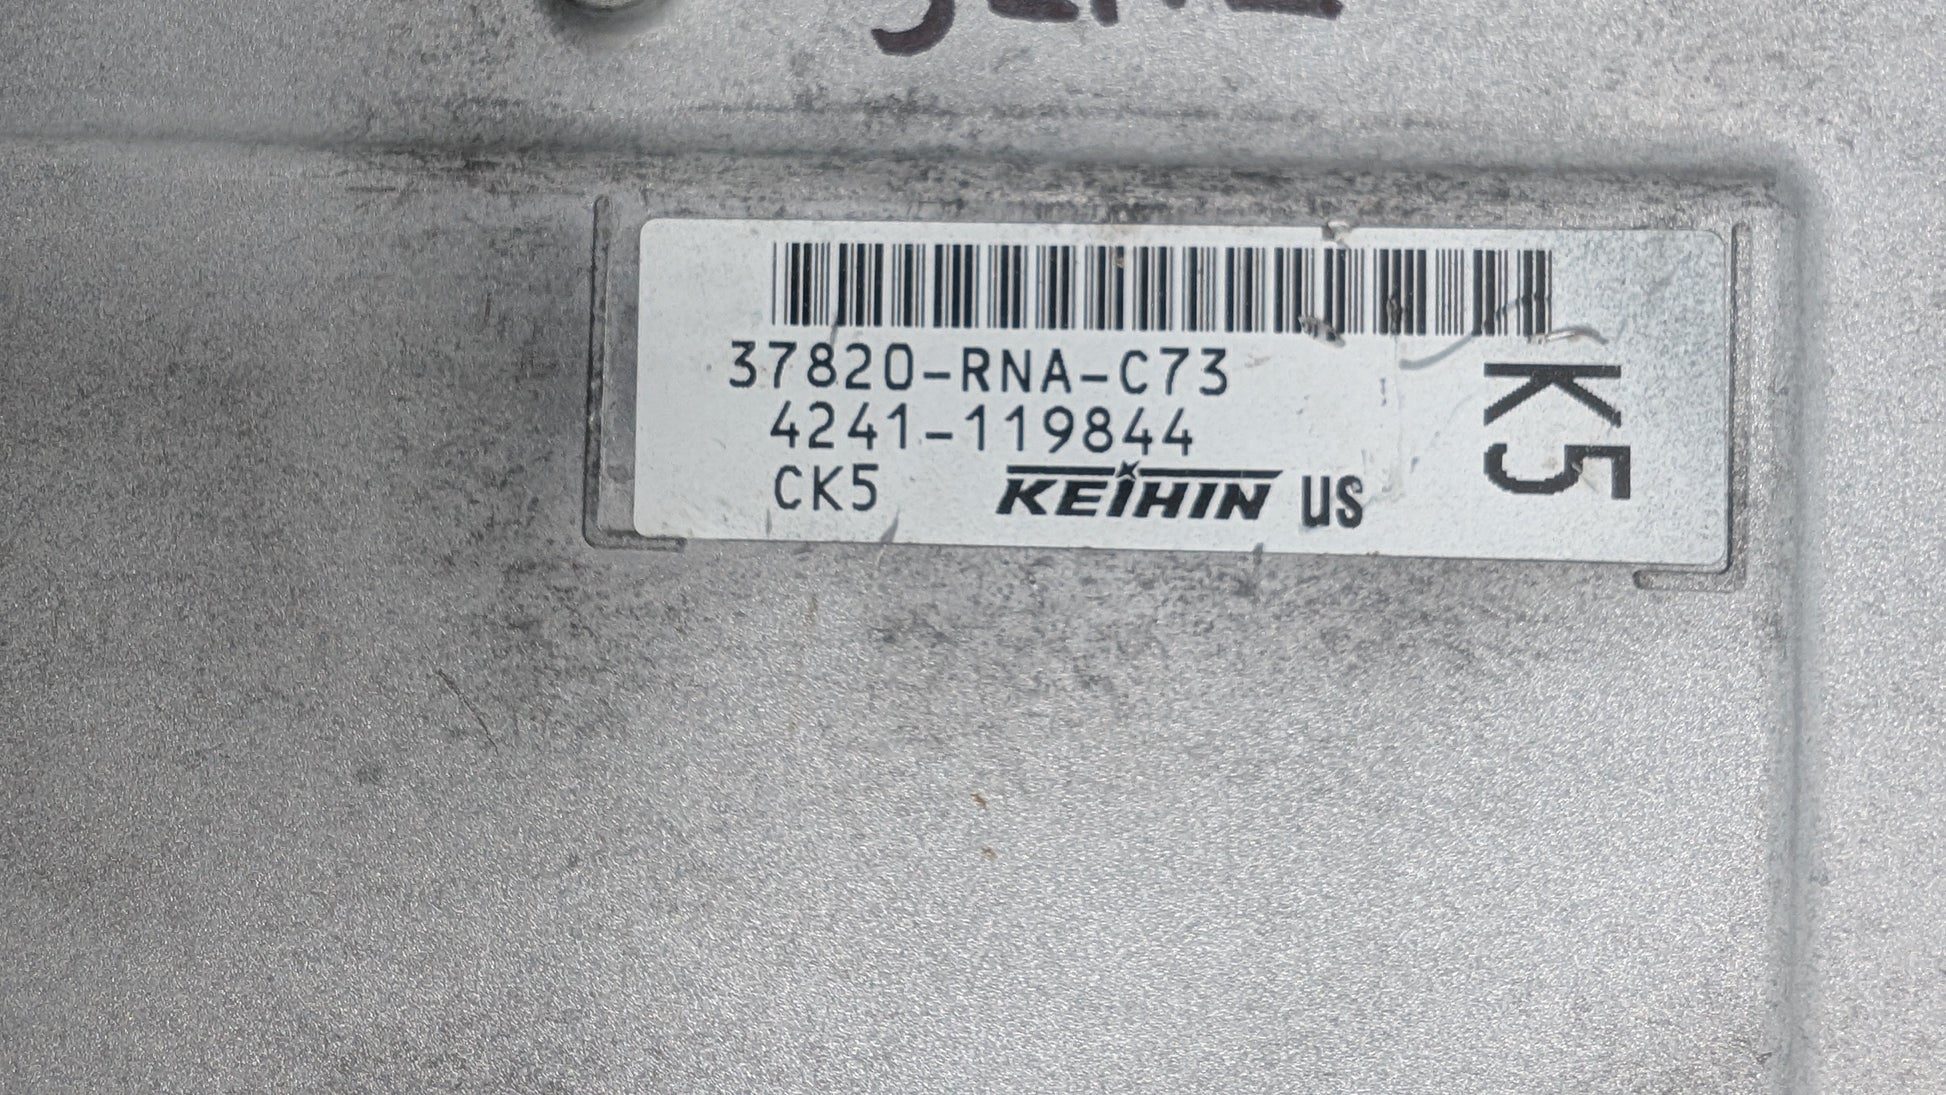 37820-RNA-C73
4241-119844
CK5 KEIHIN US
K5